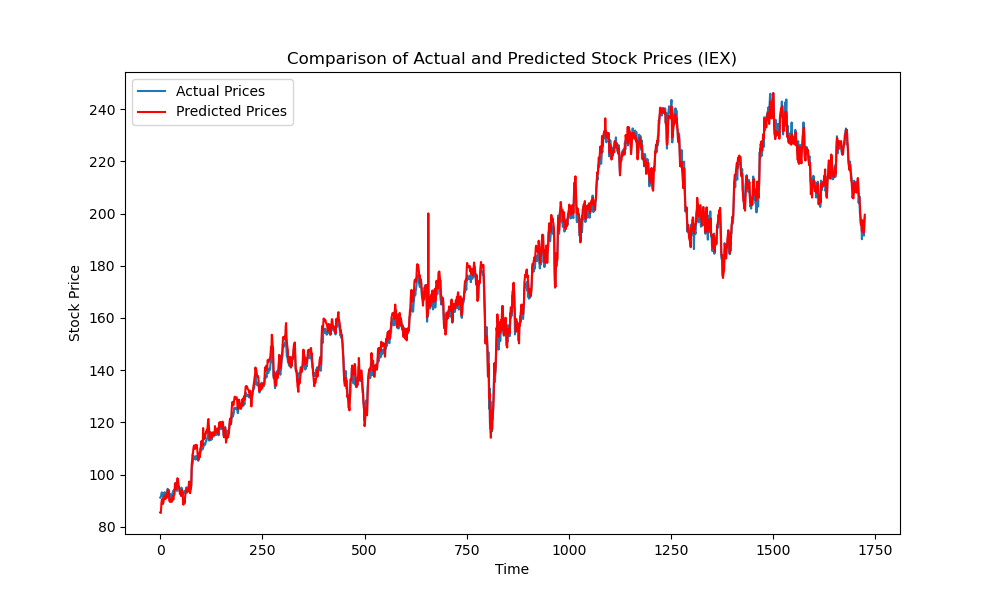 Comparison of Actual and Predicted Stock Prices (IEX)
Actual Prices
Predicted Prices
240
220
200
180
160
140
120
100
80
Stock Price
0 250 500 750 1000 1250 1500 1750
Time